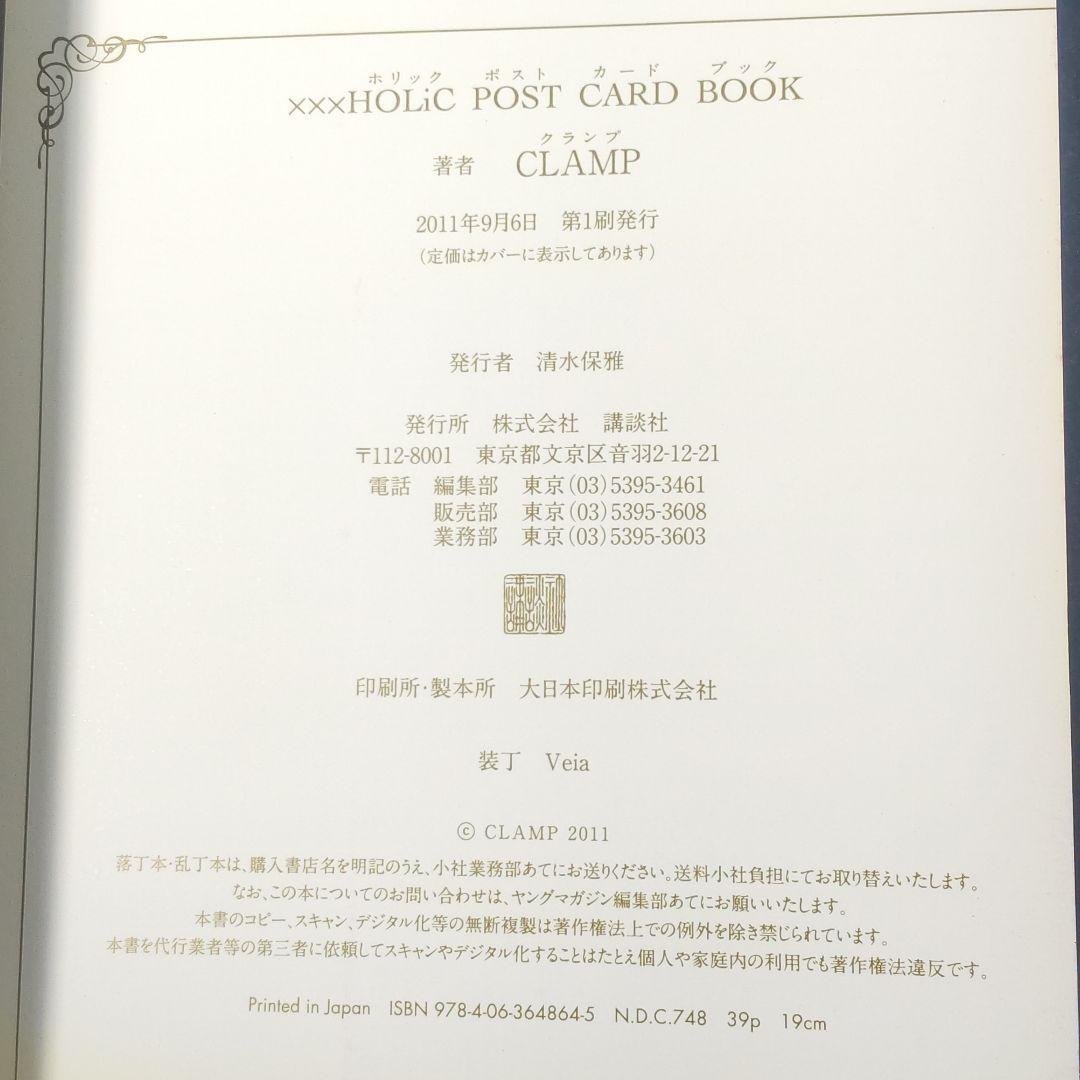 ホリック ポスト カード ブック
×××HOLiC POST CARD BOOK
クランプ
著者 CLAMP
2011年9月6日 第1刷発行
(定価はカバーに表示してあります)
発行者 清水保雅
発行所 株式会社 講談社
〒112-8001 東京都文京区音羽2-12-21
電話 編集部 東京(03)5395-3461
販売部 東京(03)5395-3608
業務部 東京(03)5395-3603
講談社
印刷所・製本所 大日本印刷株式会社
装丁 Veia
© CLAMP 2011
落丁本・乱丁本は、購入書店名を明記のうえ、小社業務部あてにお送りください。送料小社負担にてお取り替えいたします。
なお、この本についてのお問い合わせは、ヤングマガジン編集部あてにお願いいたします。
本書のコピー、スキャン、デジタル化等の無断複製は著作権法上での例外を除き禁じられています。
本書を代行業者等の第三者に依頼してスキャンやデジタル化することはたとえ個人や家庭内の利用でも著作権法違反です。
Printed in Japan ISBN 978-4-06-364864-5 N.D.C.748 39p 19cm